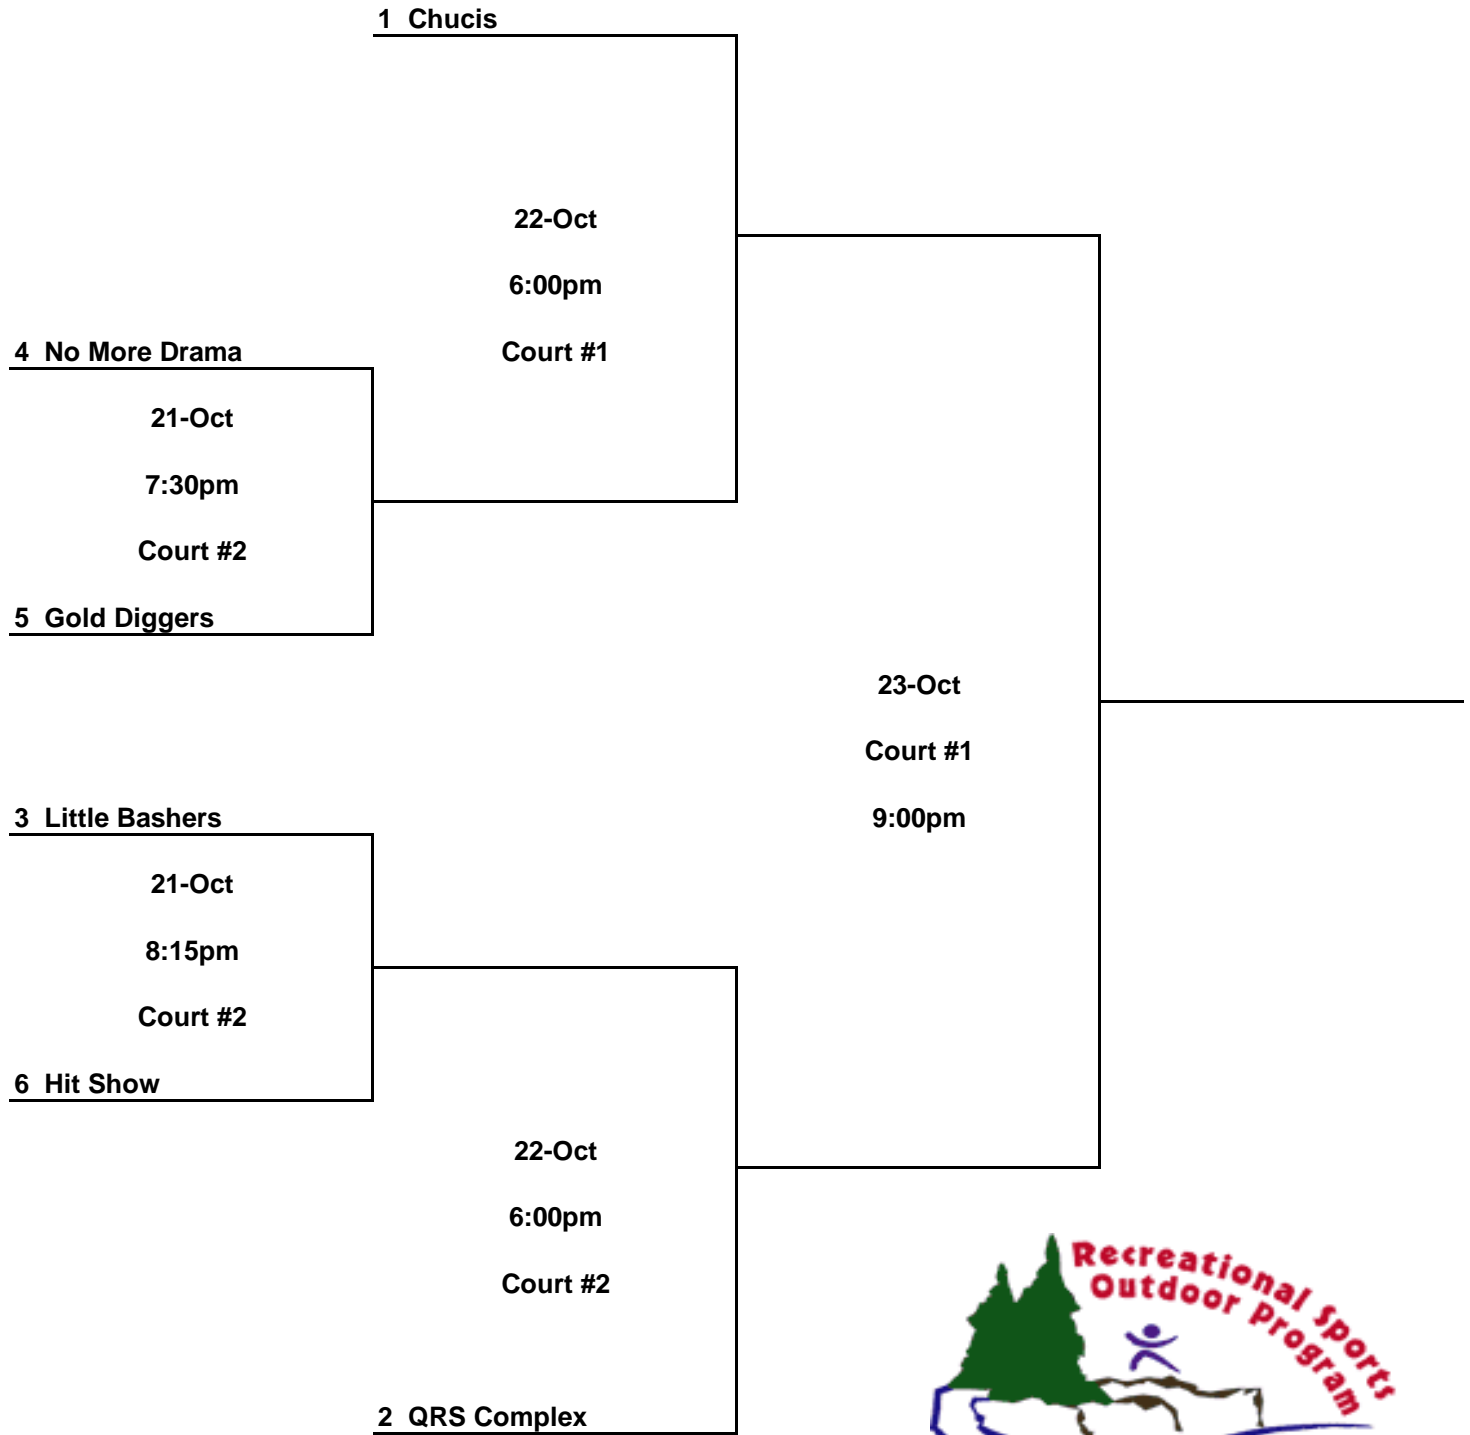 1 Chucis
22-Oct
6:00pm
Court #1
4 No More Drama
21-Oct
7:30pm
Court #2
5 Gold Diggers
23-Oct
Court #1
9:00pm
3 Little Bashers
21-Oct
8:15pm
Court #2
6 Hit Show
22-Oct
6:00pm
Court #2
2 QRS Complex
Recreational Sports
Outdoor Program